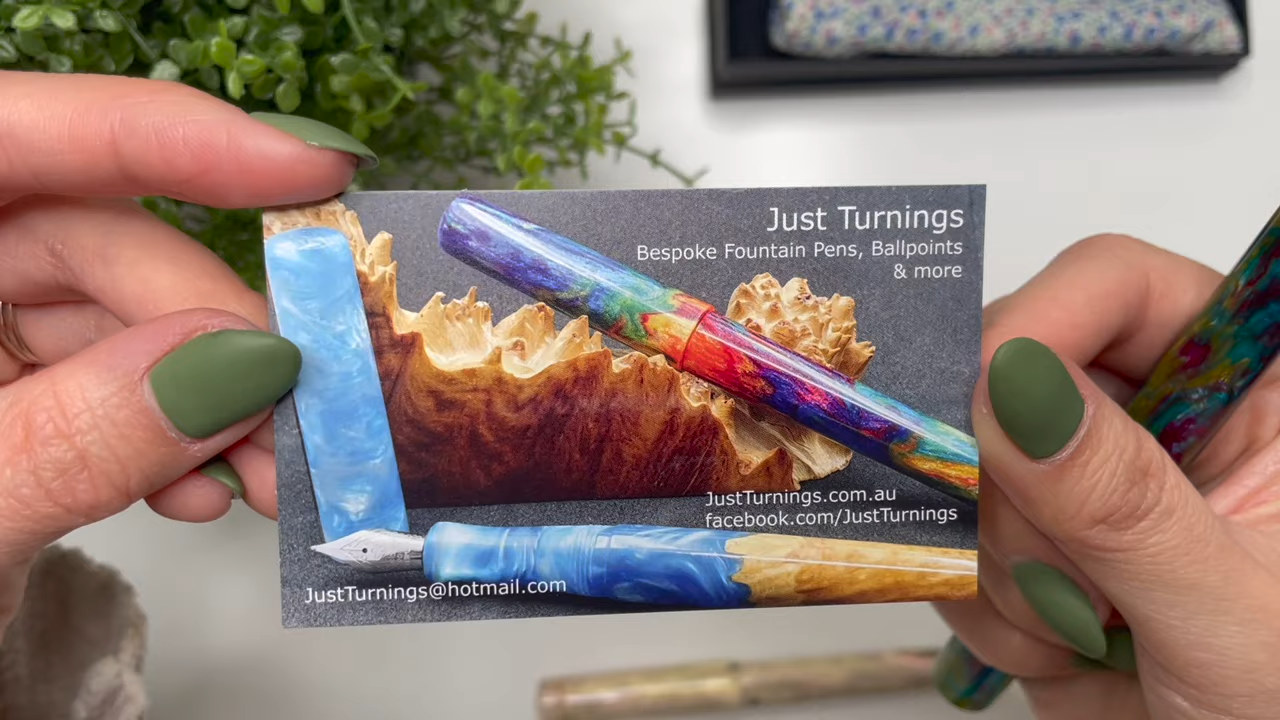 Just Turnings
Bespoke Fountain Pens, Ballpoints
& more
JustTurnings.com.au
facebook.com/JustTurnings
JustTurnings@hotmail.com